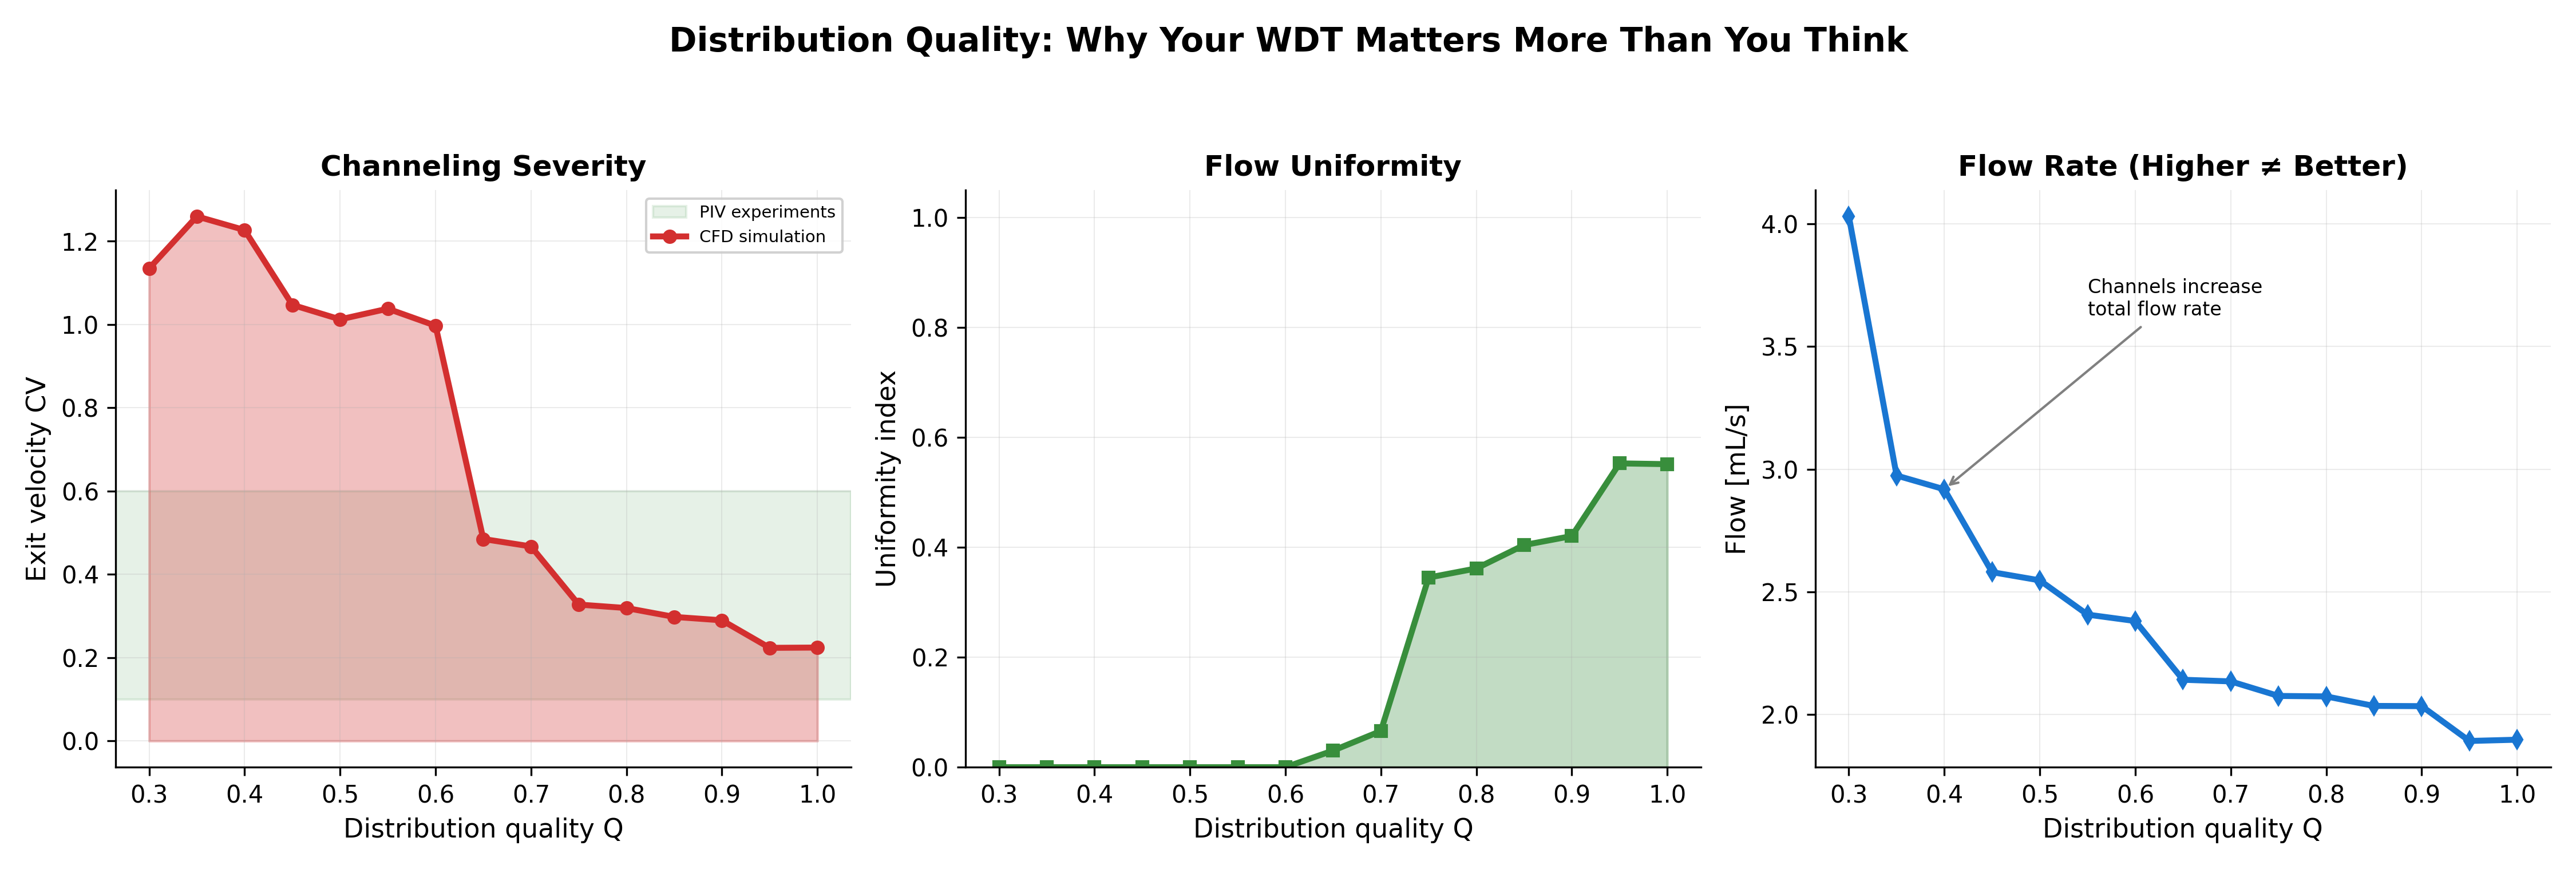 Distribution Quality: Why Your WDT Matters More Than You Think
Channeling Severity
Exit velocity CV
1.2
1.0
0.8
0.6
0.4
0.2
0.0
PIV experiments
CFD simulation
0.3 0.4 0.5 0.6 0.7 0.8 0.9 1.0
Distribution quality Q
Flow Uniformity
Uniformity index
1.0
0.8
0.6
0.4
0.2
0.0
0.3 0.4 0.5 0.6 0.7 0.8 0.9 1.0
Distribution quality Q
Flow Rate (Higher ≠ Better)
Flow [mL/s]
4.0
3.5
3.0
2.5
2.0
Channels increase
total flow rate
0.3 0.4 0.5 0.6 0.7 0.8 0.9 1.0
Distribution quality Q